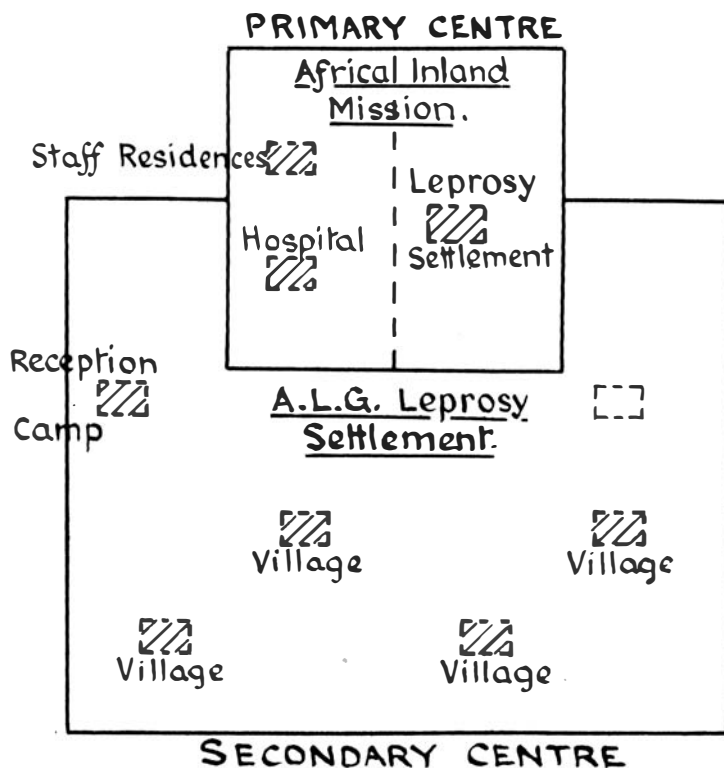 PRIMARY CENTRE
Africal Inland
Mission.
Staff Residences
Leprosy
Settlement
Hospital
Reception
Camp
A.L.G. Leprosy
Settlement.
Village
Village
Village
Village
SECONDARY CENTRE